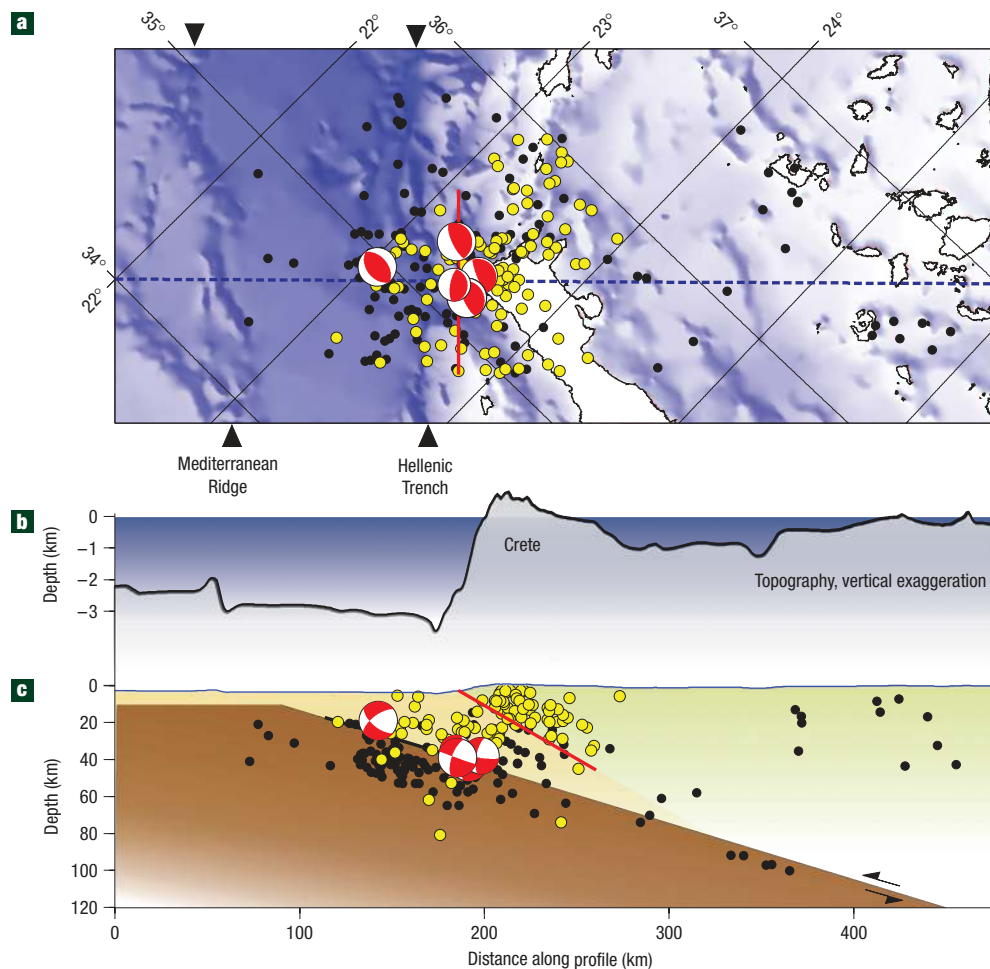 a
35°
22°
36°
23°
37°
24°
34°
22°
Mediterranean
Ridge
Hellenic
Trench
b
0
–1
–2
–3
Depth (km)
Crete
Topography, vertical exaggeration
c
0
20
40
60
80
100
120
Depth (km)
0
100
200
300
400
Distance along profile (km)